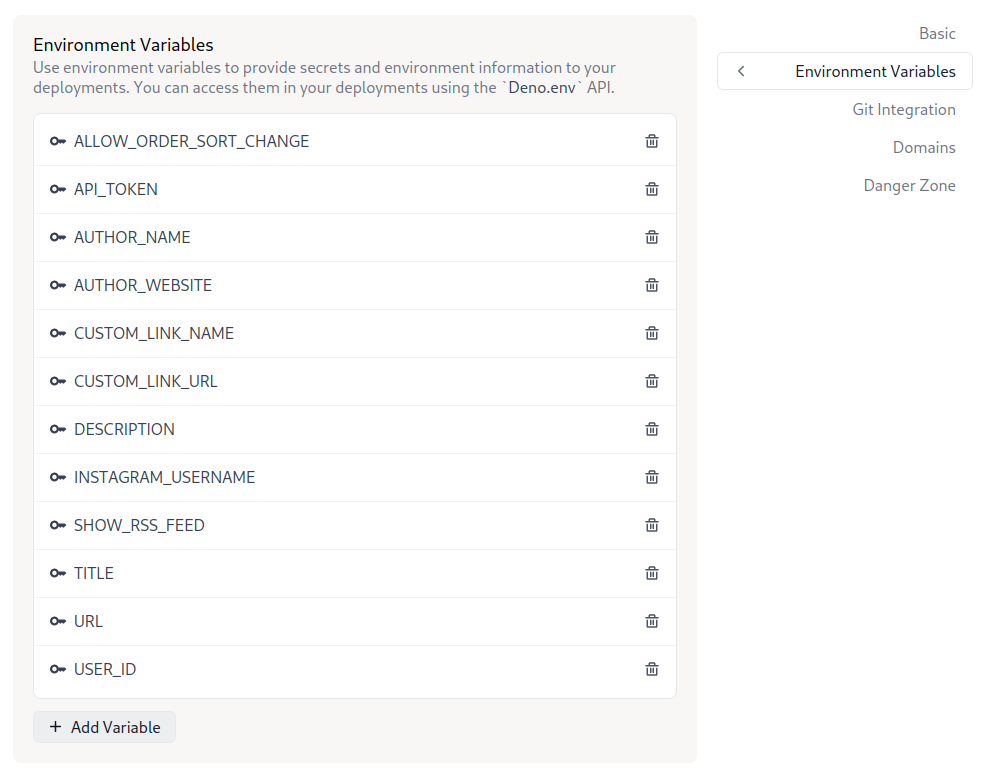 Environment Variables
Use environment variables to provide secrets and environment information to your
deployments. You can access them in your deployments using the `Deno.env` API.
ALLOW_ORDER_SORT_CHANGE
API_TOKEN
AUTHOR_NAME
AUTHOR_WEBSITE
CUSTOM_LINK_NAME
CUSTOM_LINK_URL
DESCRIPTION
INSTAGRAM_USERNAME
SHOW_RSS_FEED
TITLE
URL
USER_ID
+ Add Variable
Basic
Environment Variables
Git Integration
Domains
Danger Zone